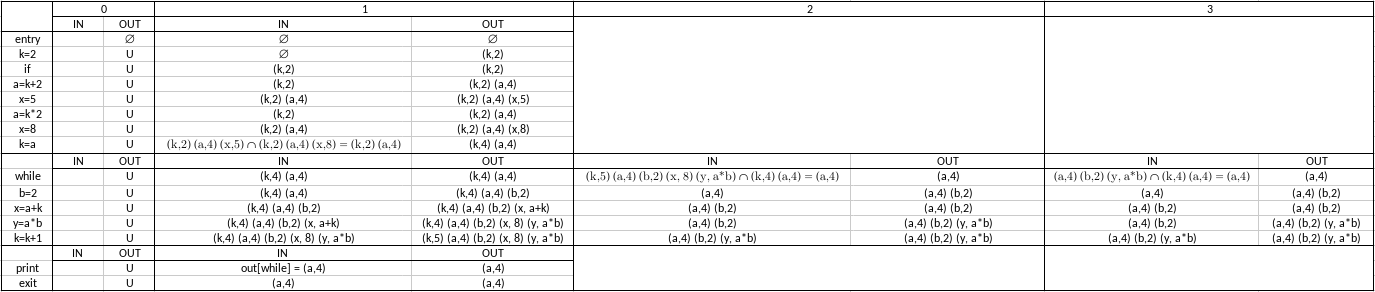 0 1 2 3
IN OUT IN OUT
entry ∅ ∅ ∅
k=2 U ∅ (k,2)
if U (k,2) (k,2)
a=k+2 U (k,2) (k,2) (a,4)
x=5 U (k,2) (a,4) (k,2) (a,4) (x,5)
a=k*2 U (k,2) (k,2) (a,4)
x=8 U (k,2) (a,4) (k,2) (a,4) (x,8)
k=a U (k,2) (a,4) (x,5) ∩ (k,2) (a,4) (x,8) = (k,2) (a,4) (k,4) (a,4)
IN OUT IN OUT IN OUT IN OUT
while U (k,4) (a,4) (k,4) (a,4) (k,5) (a,4) (b,2) (x, 8) (y, a*b) ∩ (k,4) (a,4) = (a,4) (a,4) (a,4) (b,2) (y, a*b) ∩ (k,4) (a,4) = (a,4) (a,4)
b=2 U (k,4) (a,4) (k,4) (a,4) (b,2) (a,4) (a,4) (b,2) (a,4) (a,4) (b,2)
x=a+k U (k,4) (a,4) (b,2) (k,4) (a,4) (b,2) (x, a+k) (a,4) (b,2) (a,4) (b,2) (a,4) (b,2) (a,4) (b,2)
y=a*b U (k,4) (a,4) (b,2) (x, a+k) (k,4) (a,4) (b,2) (x, 8) (y, a*b) (a,4) (b,2) (a,4) (b,2) (y, a*b) (a,4) (b,2) (a,4) (b,2) (y, a*b)
k=k+1 U (k,4) (a,4) (b,2) (x, 8) (y, a*b) (k,5) (a,4) (b,2) (x, 8) (y, a*b) (a,4) (b,2) (y, a*b) (a,4) (b,2) (y, a*b) (a,4) (b,2) (y, a*b) (a,4) (b,2) (y, a*b)
IN OUT IN OUT
print U out[while] = (a,4) (a,4)
exit U (a,4) (a,4)